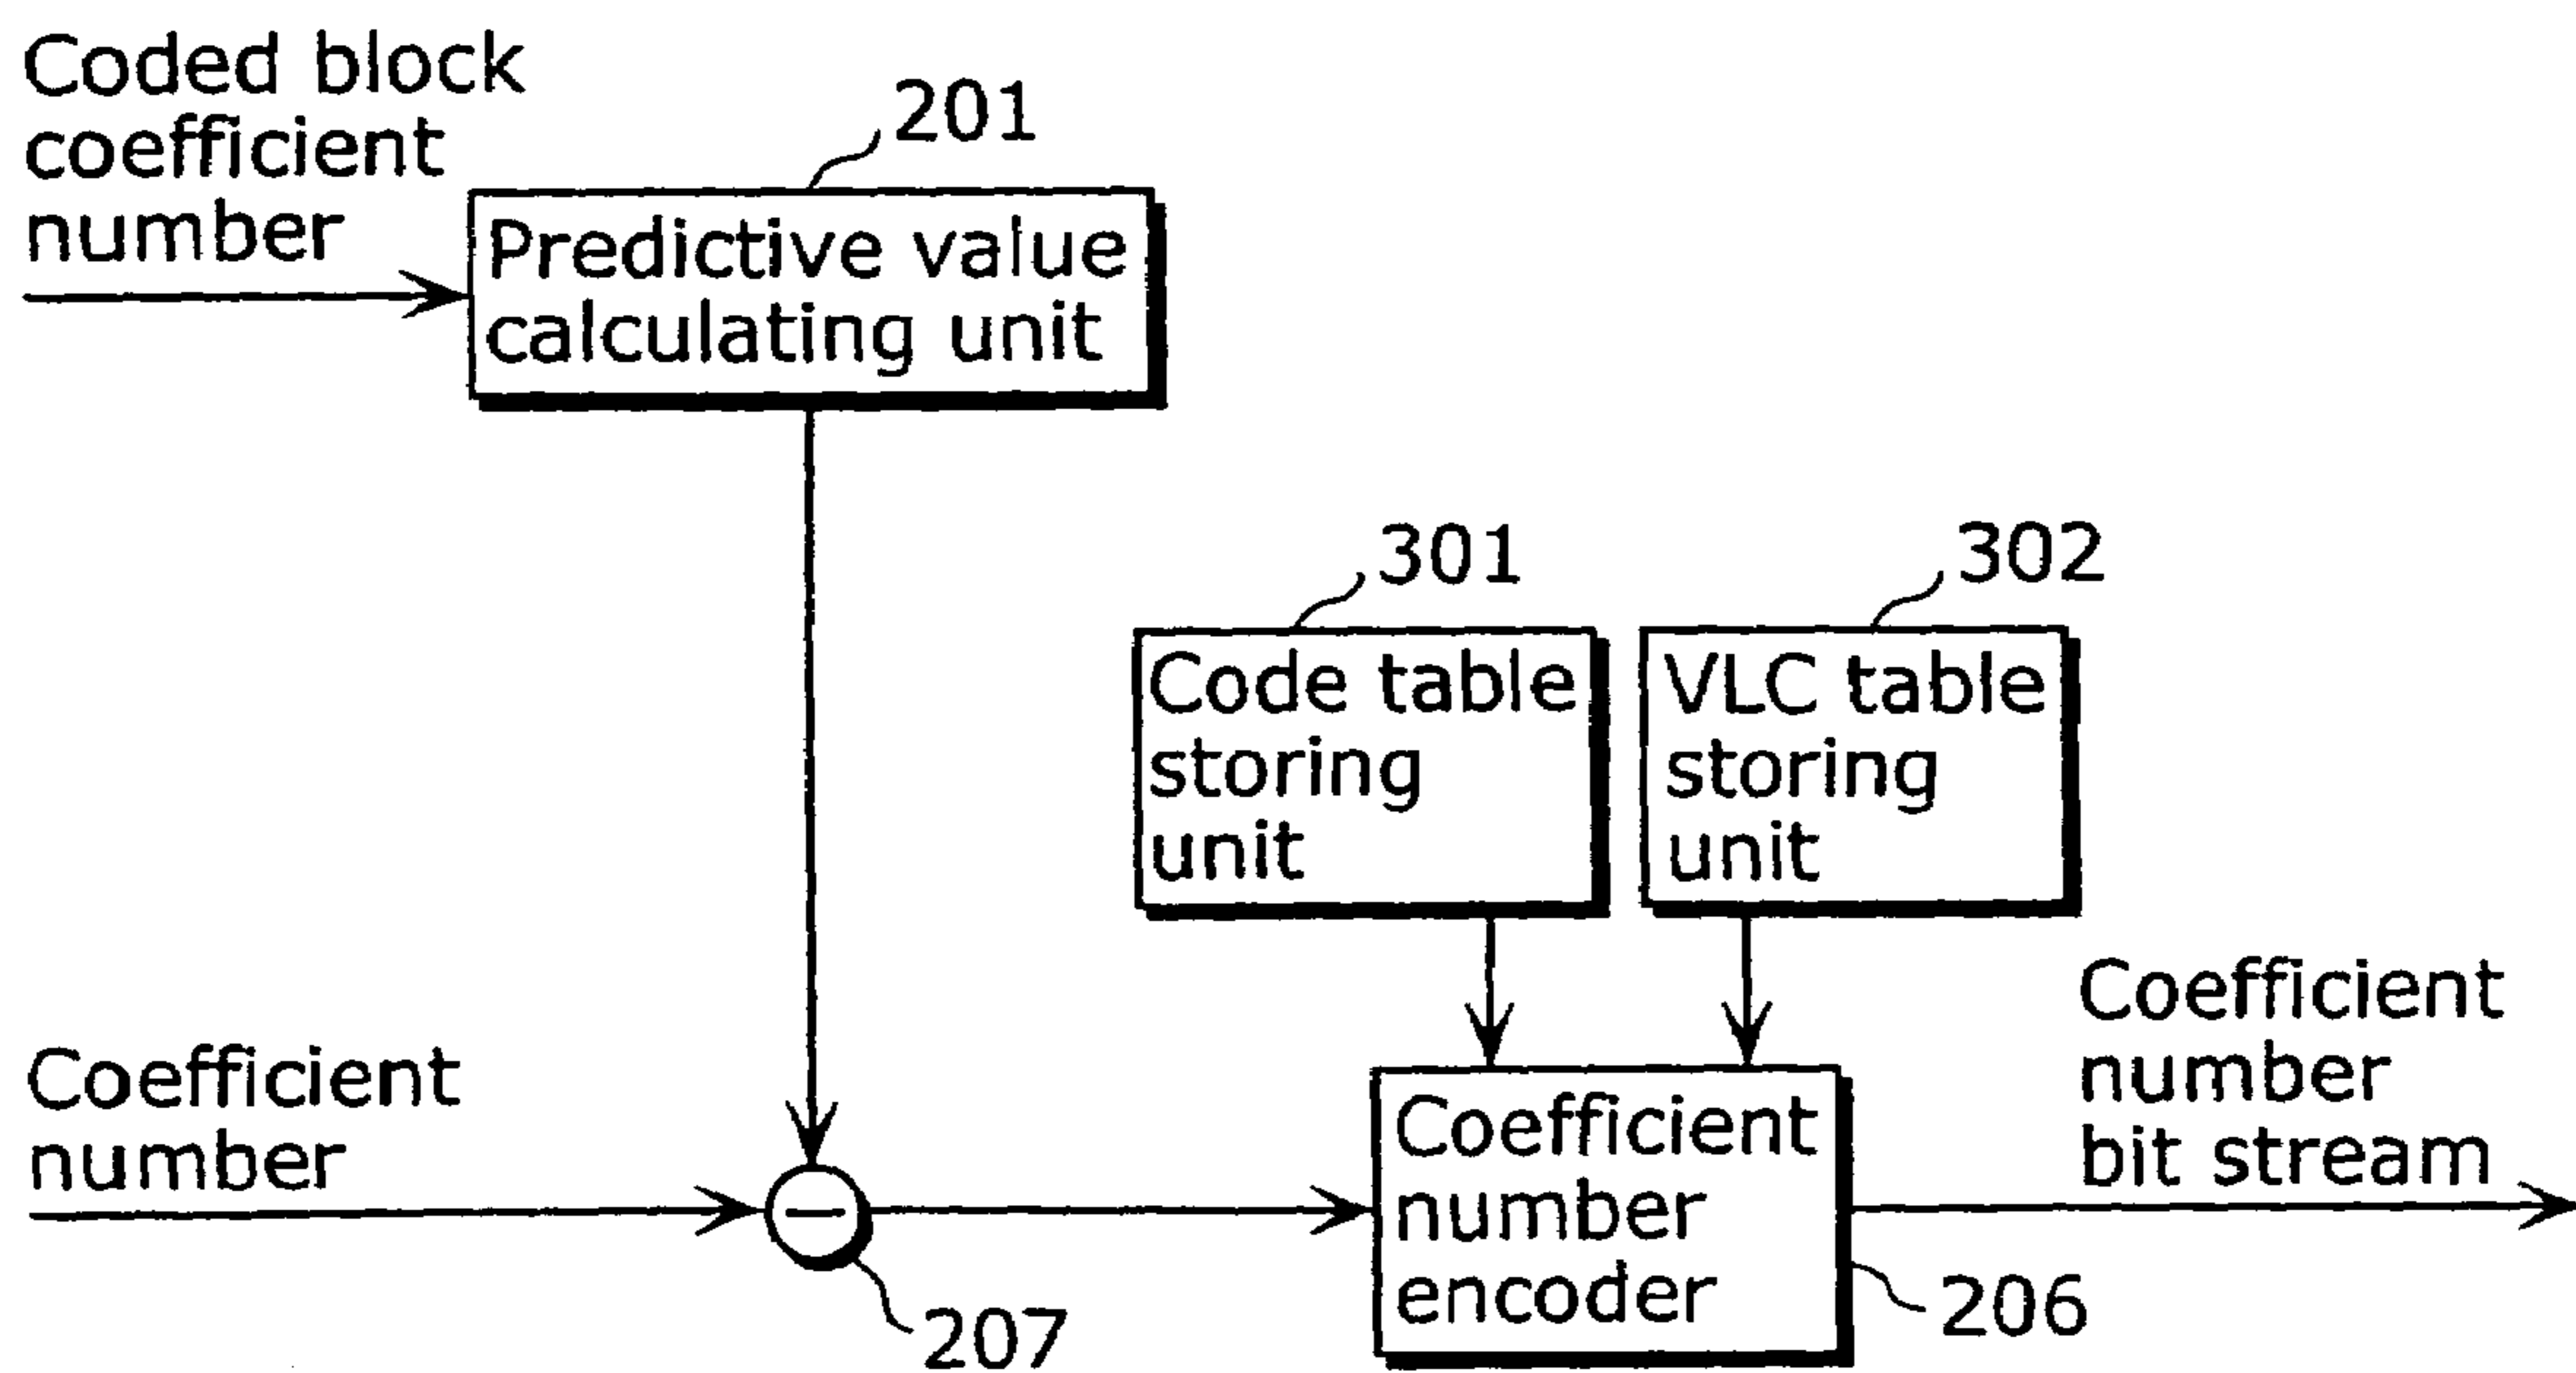 Coded block
coefficient
number
201
Predictive value
calculating unit
301
302
Code table
storing
unit
VLC table
storing
unit
Coefficient
number
Coefficient
number
encoder
Coefficient
number
bit stream
207
206